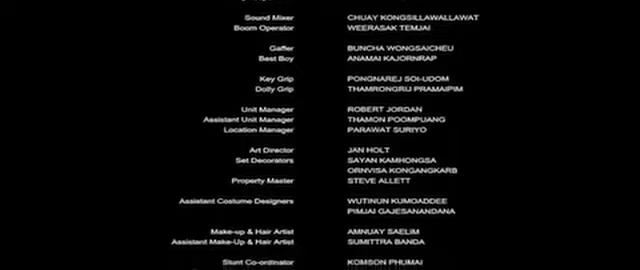 Sound Mixer CHUAY KONGSILLAWALLAWAT
Boom Operator WEERASAK TEMJAI
Gaffer BUNCHA WONGSAICHEU
Best Boy ANAMAI KAJORNRAP
Key Grip PONGNAREJ SOI-UDOM
Dolly Grip THAMRONGRIJ PRAMAIPIM
Unit Manager ROBERT JORDAN
Assistant Unit Manager THAMON POOMPUANG
Location Manager PARAWAT SURIYO
Art Director JAN HOLT
Set Decorators SAYAN KAMHONGSA
ORNVISA KONGANGKARB
Property Master STEVE ALLETT
Assistant Costume Designers WUTINUN KUMOADDEE
PIMJAI GAJESANANDANA
Make-up & Hair Artist AMNUAY SAELIM
Assistant Make-Up & Hair Artist SUMITTRA BANDA
Stunt Co-ordinator KOMSON PHUMAI